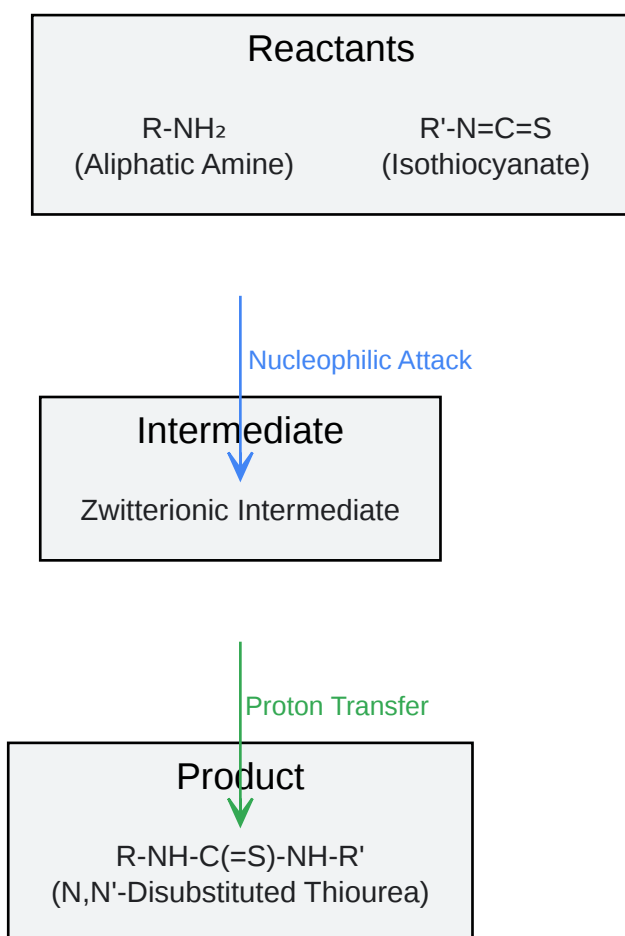 Reactants
R-NH₂ R'-N=C=S
(Aliphatic Amine) (Isothiocyanate)
Nucleophilic Attack
Intermediate
Zwitterionic Intermediate
Proton Transfer
Product
R-NH-C(=S)-NH-R'
(N,N'-Disubstituted Thiourea)